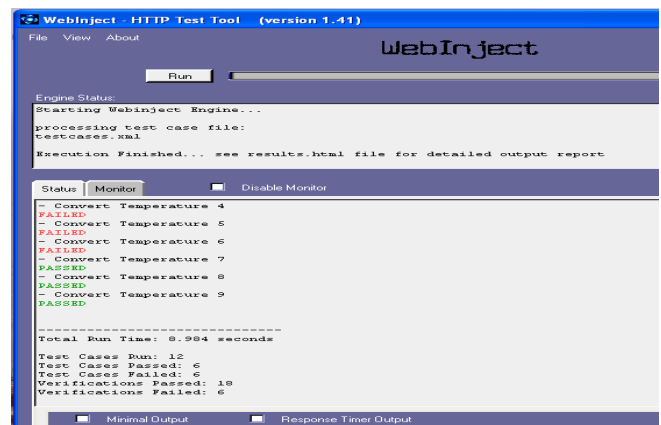 WebInject - HTTP Test Tool (version 1.41)
File View About
WebInject
Run
Engine Status:
Starting Webinject Engine...
processing test case file:
testcases.xml
Execution Finished... see results.html file for detailed output report
Status Monitor Disable Monitor
- Convert Temperature 4
FAILED
- Convert Temperature 5
FAILED
- Convert Temperature 6
FAILED
- Convert Temperature 7
PASSED
- Convert Temperature 8
PASSED
- Convert Temperature 9
PASSED
-------------------------------
Total Run Time: 8.984 seconds
Test Cases Run: 12
Test Cases Passed: 6
Test Cases Failed: 6
Verifications Passed: 18
Verifications Failed: 6
Minimal Output Response Timer Output